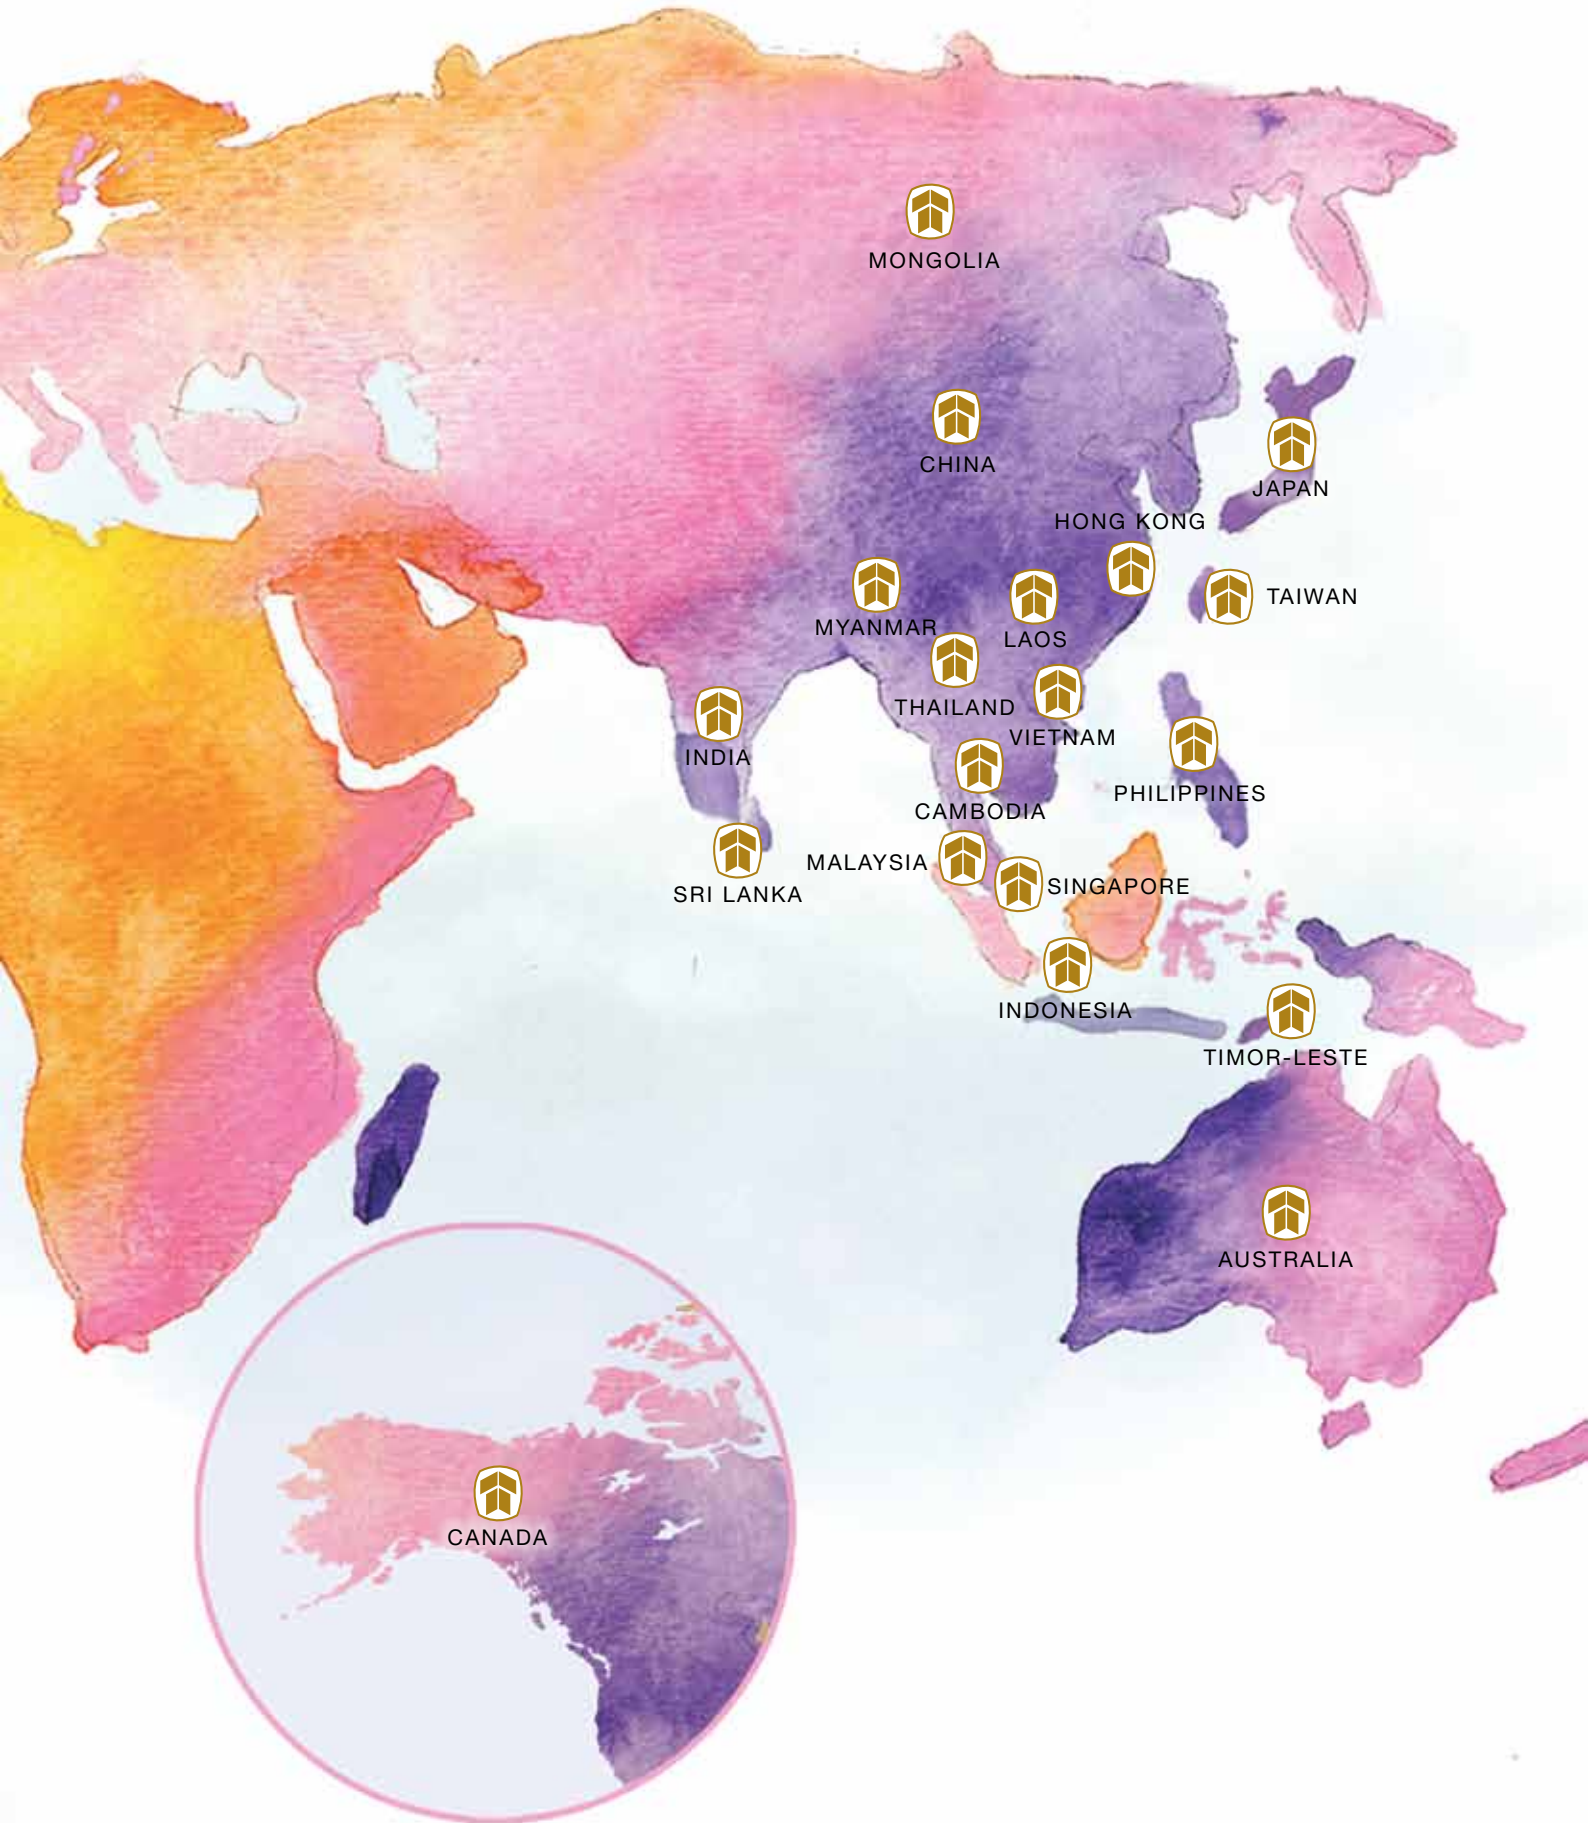 MONGOLIA
CHINA
JAPAN
HONG KONG
TAIWAN
MYANMAR
LAOS
THAILAND
VIETNAM
INDIA
PHILIPPINES
CAMBODIA
MALAYSIA
SINGAPORE
SRI LANKA
INDONESIA
TIMOR-LESTE
AUSTRALIA
CANADA